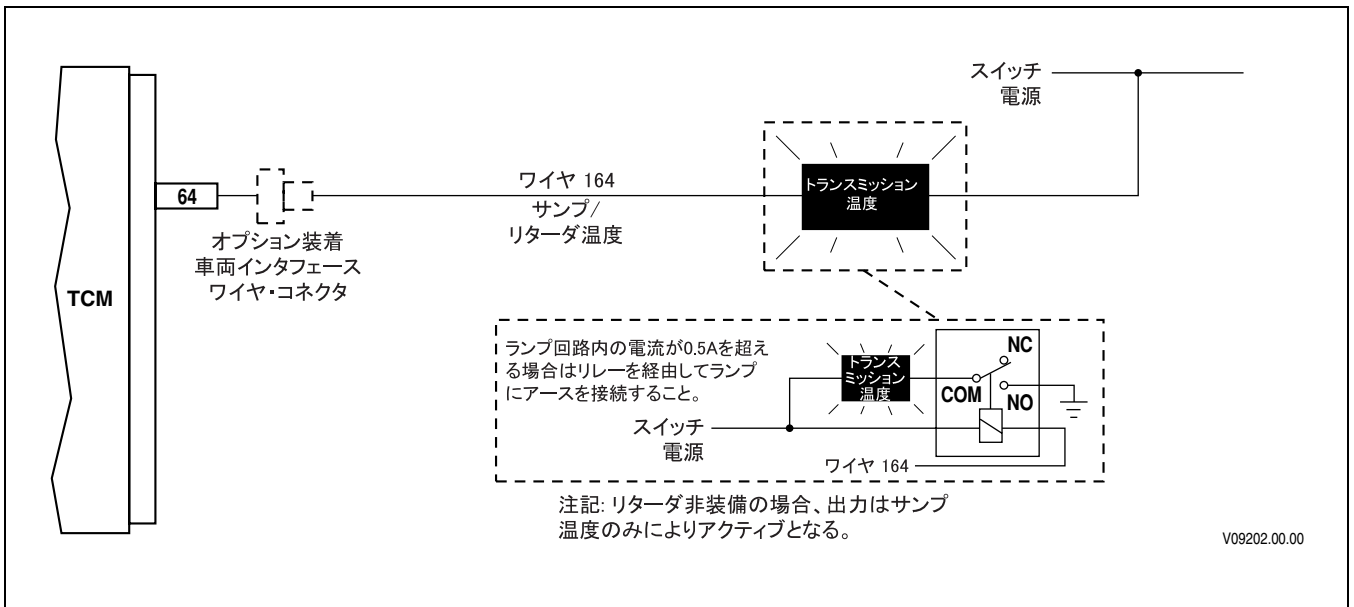 スイッチ
電源
64
ワイヤ 164
サンプ/
リターダ温度
トランスミッション
温度
オプション装着
車両インタフェース
ワイヤ・コネクタ
TCM
ランプ回路内の電流が0.5Aを超え
る場合はリレーを経由してランプ
にアースを接続すること。
トランス
ミッション
温度
NC
COM
NO
スイッチ
電源
ワイヤ 164
注記: リターダ非装備の場合、出力はサンプ
温度のみによりアクティブとなる。
V09202.00.00